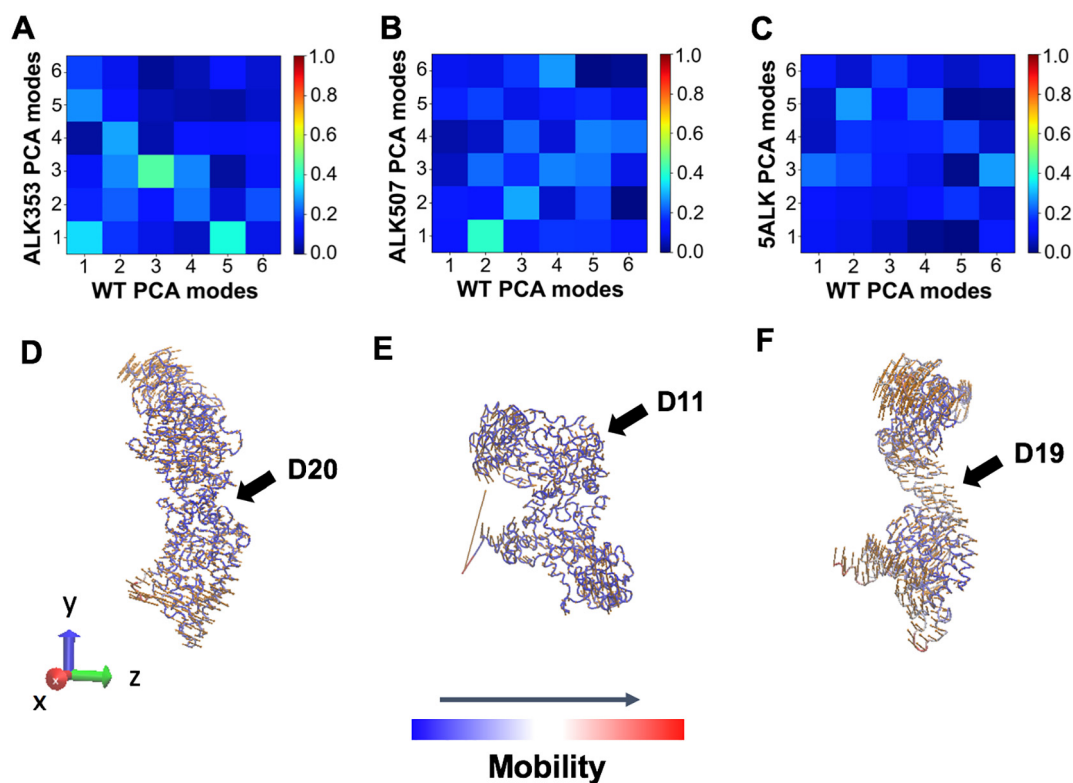 A
ALK353 PCA modes
6
5
4
3
2
1
1 2 3 4 5 6
WT PCA modes
1.0
0.8
0.6
0.4
0.2
0.0
B
ALK507 PCA modes
6
5
4
3
2
1
1 2 3 4 5 6
WT PCA modes
1.0
0.8
0.6
0.4
0.2
0.0
C
5ALK PCA modes
6
5
4
3
2
1
1 2 3 4 5 6
WT PCA modes
1.0
0.8
0.6
0.4
0.2
0.0
D
D20
E
D11
F
D19
y
z
x
x
Mobility